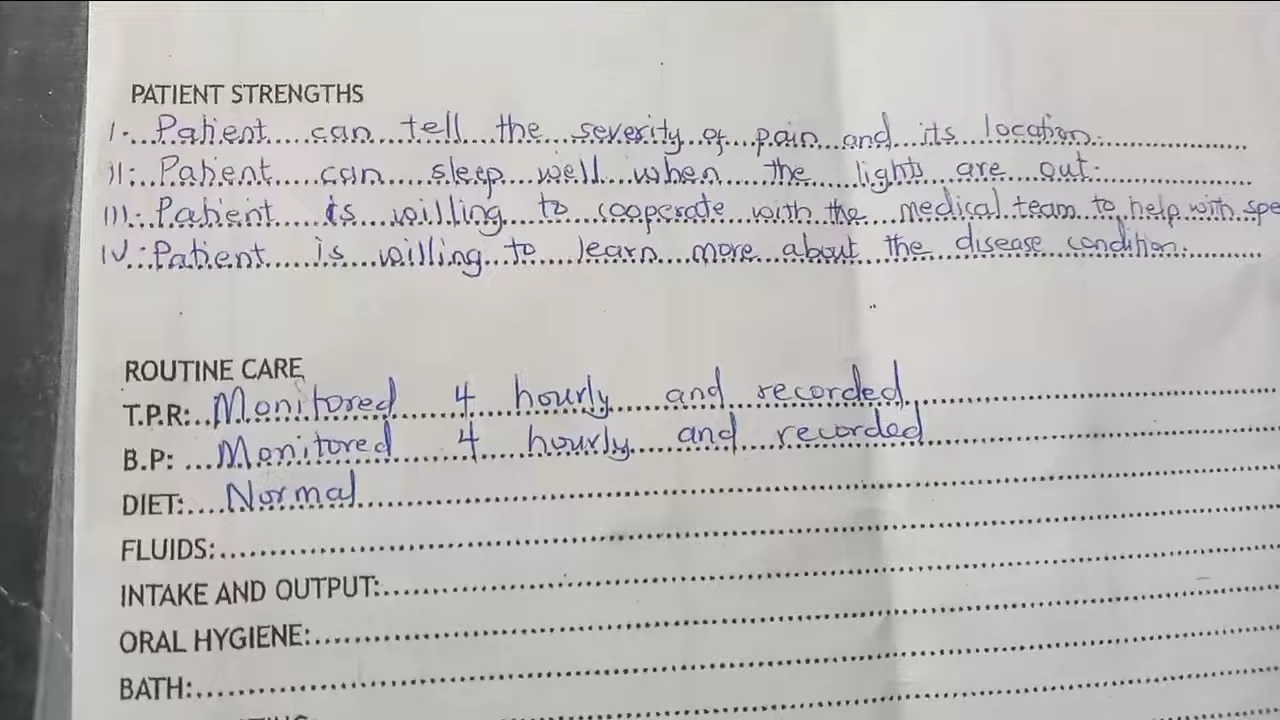 PATIENT STRENGTHS
I. Patient can tell the severity of pain and its location.
II. Patient can sleep well when the lights are out.
III. Patient is willing to cooperate with the medical team to help with
IV. Patient is willing to learn more about the disease condition.
ROUTINE CARE
T.P.R: Monitored 4 hourly and recorded
B.P: Monitored 4 hourly and recorded
DIET: Normal
FLUIDS:
INTAKE AND OUTPUT:
ORAL HYGIENE:
BATH: